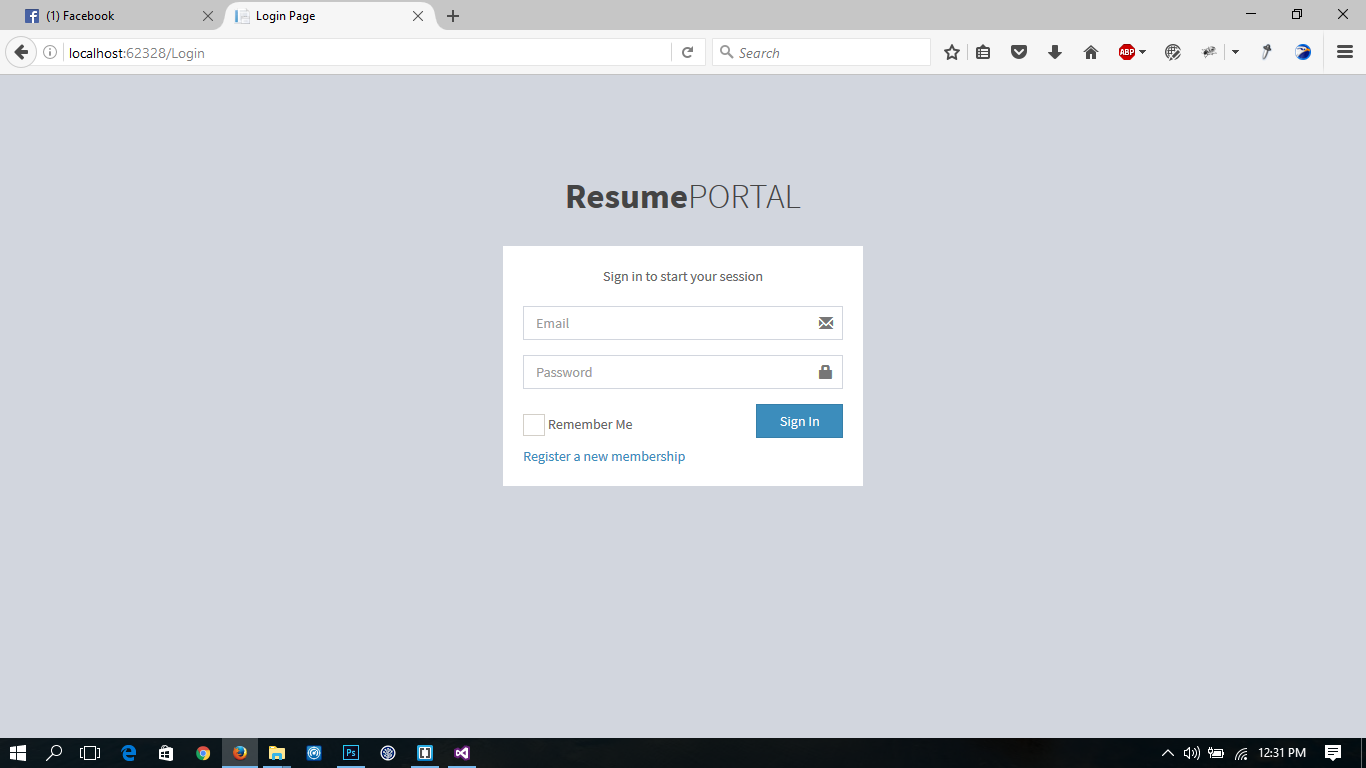 (1) Facebook
Login Page
localhost:62328/Login
Search
ABP
ResumePORTAL
Sign in to start your session
Email
Password
Remember Me
Sign In
Register a new membership
Ps
12:31 PM